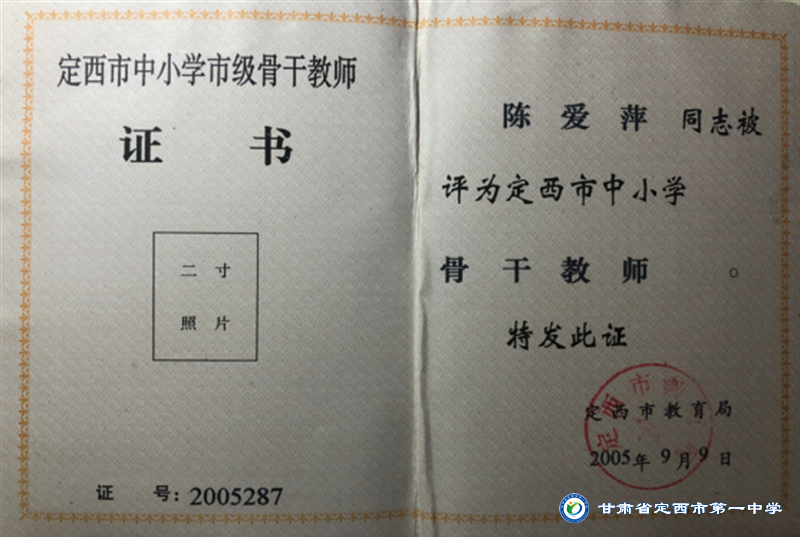 定西市中小学市级骨干教师
证 书
二 寸
照 片
证 号：2005287
陈 爱 萍 同志被
评为定西市中小学
骨 干 教 师 。
特发此证
定西市教育局
2005年9月9日
定西市
甘肃省定西市第一中学